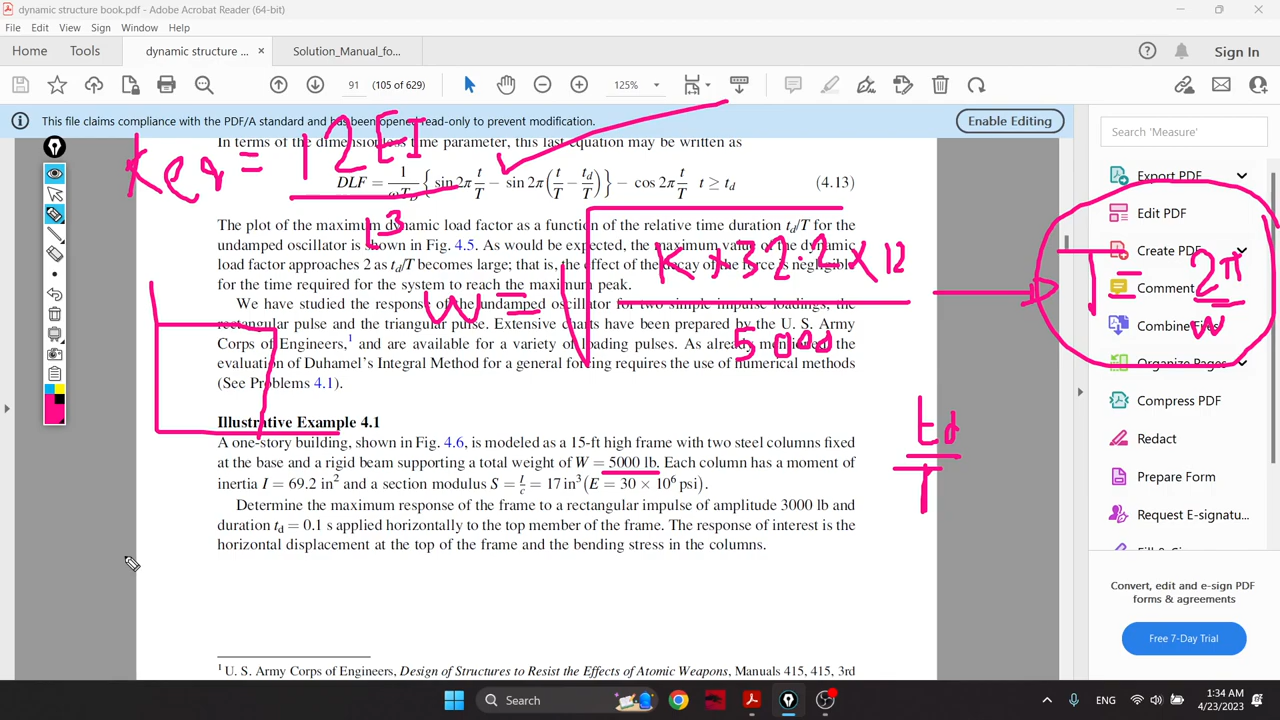 dynamic structure book.pdf - Adobe Acrobat Reader (64-bit)
File Edit View Sign Window Help
Home Tools dynamic structure ... × Solution_Manual_fo... Sign In
91 (105 of 629) 125%
This file claims compliance with the PDF/A standard and has been opened read-only to prevent modification. Enable Editing
In terms of the dimensionless time parameter, this last equation may be written as
DLF = 1/ωT_D { sin 2π t/T − sin 2π (t/T − t_d/T) } − cos 2π t/T t ≥ t_d (4.13)
The plot of the maximum dynamic load factor as a function of the relative time duration t_d/T for the
undamped oscillator is shown in Fig. 4.5. As would be expected, the maximum value of the dynamic
load factor approaches 2 as t_d/T becomes large; that is, the effect of the decay of the force is negligible
for the time required for the system to reach the maximum peak.
We have studied the response of the undamped oscillator for two simple impulse loadings, the
rectangular pulse and the triangular pulse. Extensive charts have been prepared by the U. S. Army
Corps of Engineers,¹ and are available for a variety of loading pulses. As already mentioned, the
evaluation of Duhamel's Integral Method for a general forcing requires the use of numerical methods
(See Problems 4.1).
Illustrative Example 4.1
A one-story building, shown in Fig. 4.6, is modeled as a 15-ft high frame with two steel columns fixed
at the base and a rigid beam supporting a total weight of W = 5000 lb. Each column has a moment of
inertia I = 69.2 in² and a section modulus S = I/c = 17 in³ (E = 30 × 10⁶ psi).
Determine the maximum response of the frame to a rectangular impulse of amplitude 3000 lb and
duration t_d = 0.1 s applied horizontally to the top member of the frame. The response of interest is the
horizontal displacement at the top of the frame and the bending stress in the columns.
¹ U. S. Army Corps of Engineers, Design of Structures to Resist the Effects of Atomic Weapons, Manuals 415, 415, 3rd
Keq = 12EI
L3
W = √ K * 32.2 × 12
5000
T = 2π
w
td
T
Search 'Measure'
Export PDF
Edit PDF
Create PDF
Comment
Combine Files
Organize Pages
Compress PDF
Redact
Prepare Form
Request E-signatu...
Convert, edit and e-sign PDF
forms & agreements
Free 7-Day Trial
Search
ENG
1:34 AM
4/23/2023